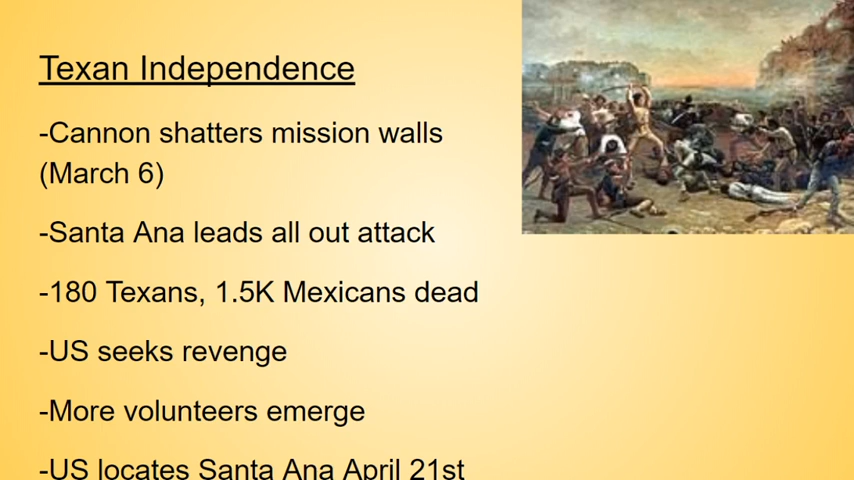 Texan Independence
-Cannon shatters mission walls
(March 6)
-Santa Ana leads all out attack
-180 Texans, 1.5K Mexicans dead
-US seeks revenge
-More volunteers emerge
-US locates Santa Ana April 21st